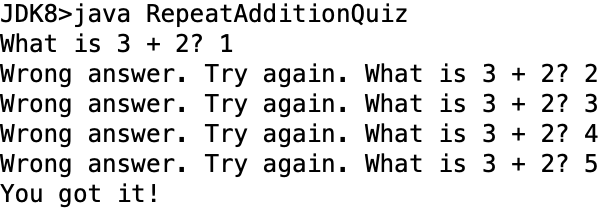 JDK8>java RepeatAdditionQuiz
What is 3 + 2? 1
Wrong answer. Try again. What is 3 + 2? 2
Wrong answer. Try again. What is 3 + 2? 3
Wrong answer. Try again. What is 3 + 2? 4
Wrong answer. Try again. What is 3 + 2? 5
You got it!